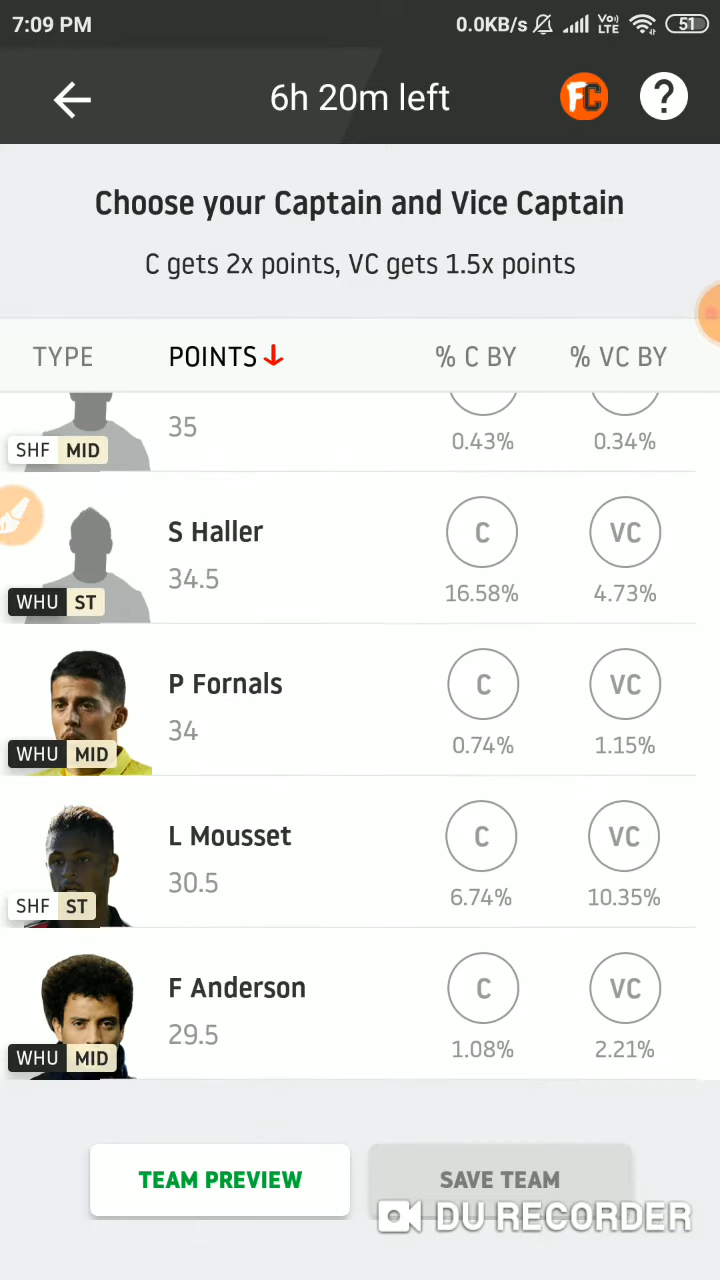 7:09 PM 0.0KB/s Vo)) LTE 51
6h 20m left FC ?
Choose your Captain and Vice Captain
C gets 2x points, VC gets 1.5x points
TYPE POINTS % C BY % VC BY
35
SHF MID 0.43% 0.34%
S Haller C VC
34.5
WHU ST 16.58% 4.73%
P Fornals C VC
34
WHU MID 0.74% 1.15%
L Mousset C VC
30.5
SHF ST 6.74% 10.35%
F Anderson C VC
29.5
WHU MID 1.08% 2.21%
TEAM PREVIEW SAVE TEAM
DU RECORDER